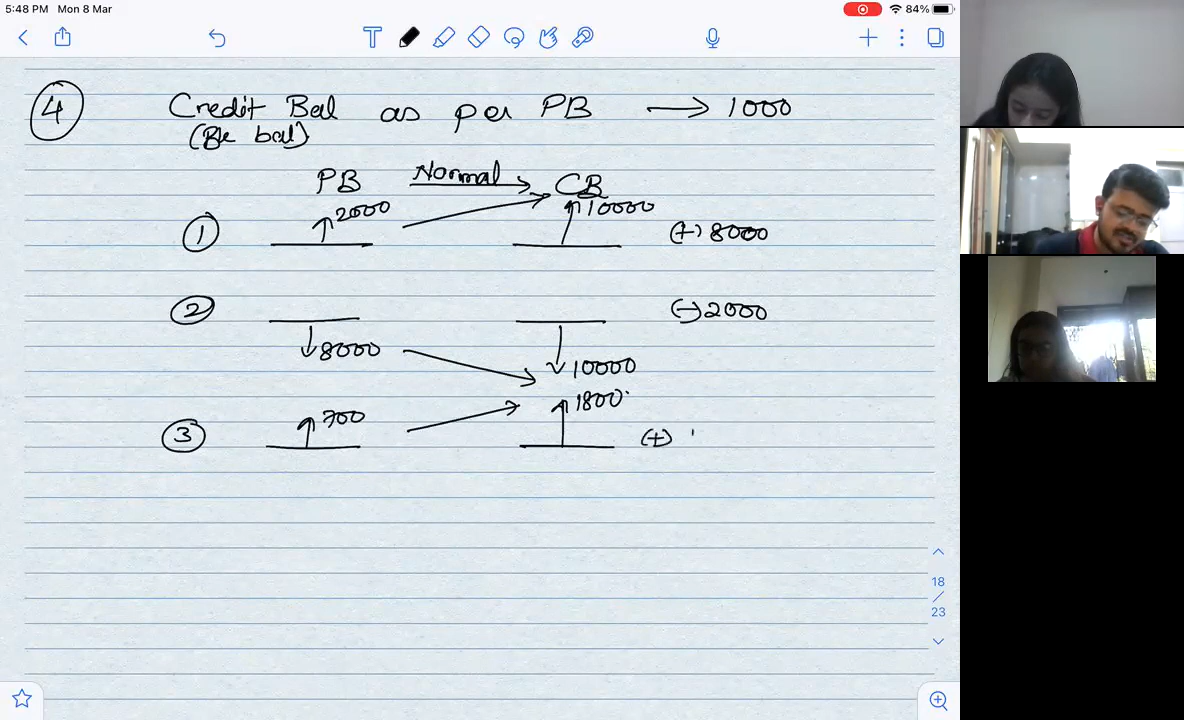 5:48 PM Mon 8 Mar
84%
4 Credit Bal as per PB → 1000
(Bk bal)
PB Normal CB
↑ 2000 ↑ 10000
1 (+) 8000
2 (-) 2000
↓ 8000 ↓ 10000
↑ 700 ↑ 1800
3 (+)
18
/
23